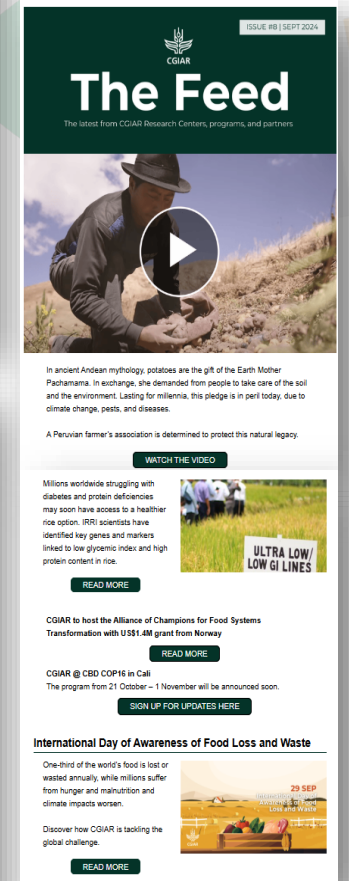 ISSUE #8 | SEPT 2024
CGIAR
The Feed
The latest from CGIAR Research Centers, programs, and partners
In ancient Andean mythology, potatoes are the gift of the Earth Mother
Pachamama. In exchange, she demanded from people to take care of the soil
and the environment. Lasting for millennia, this pledge is in peril today, due to
climate change, pests, and diseases.
A Peruvian farmer's association is determined to protect this natural legacy.
WATCH THE VIDEO
Millions worldwide struggling with
diabetes and protein deficiencies
may soon have access to a healthier
rice option. IRRI scientists have
identified key genes and markers
linked to low glycemic index and high
protein content in rice.
READ MORE
ULTRA LOW/
LOW GI LINES
CGIAR to host the Alliance of Champions for Food Systems
Transformation with US$1.4M grant from Norway
READ MORE
CGIAR @ CBD COP16 in Cali
The program from 21 October – 1 November will be announced soon.
SIGN UP FOR UPDATES HERE
International Day of Awareness of Food Loss and Waste
One-third of the world's food is lost or
wasted annually, while millions suffer
from hunger and malnutrition and
climate impacts worsen.
Discover how CGIAR is tackling the
global challenge.
READ MORE
29 SEP
International Day of
Awareness of Food
Loss and Waste
CGIAR